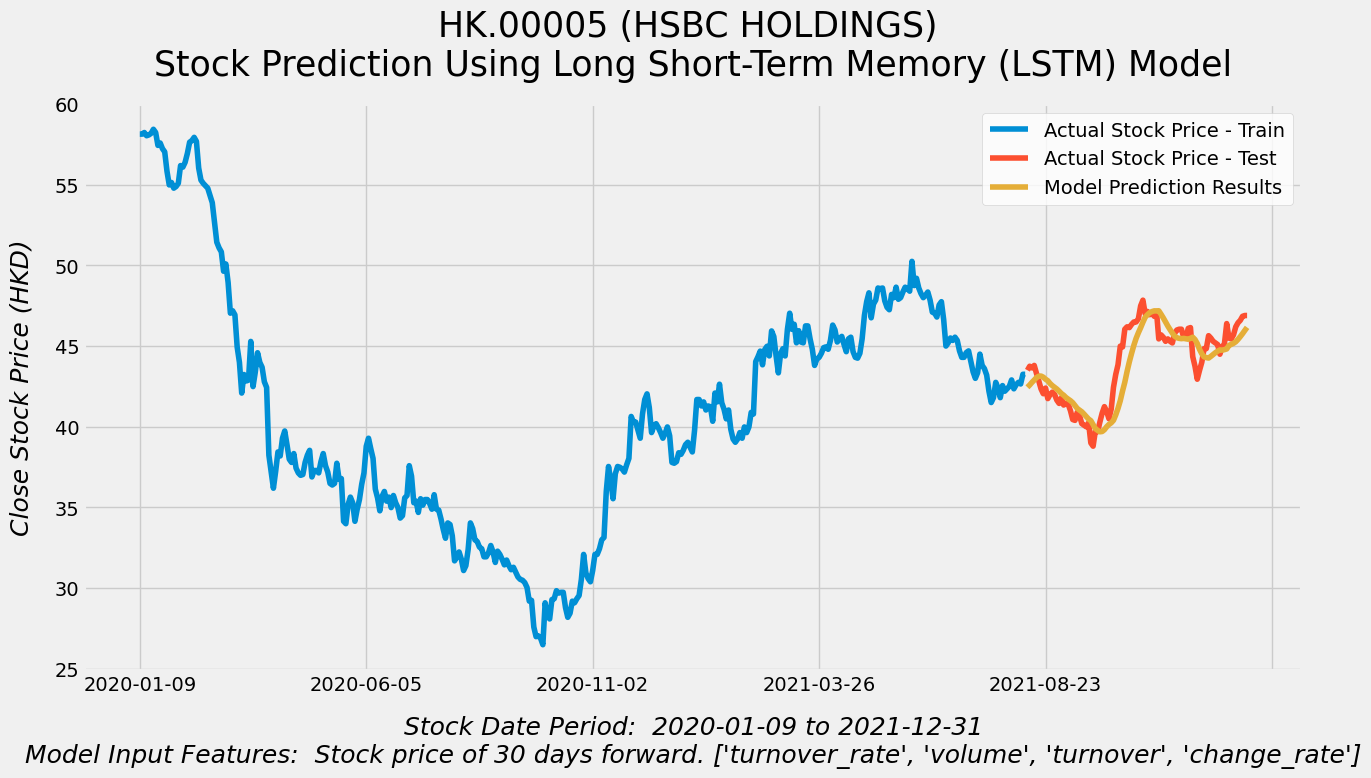 HK.00005 (HSBC HOLDINGS)
Stock Prediction Using Long Short-Term Memory (LSTM) Model
Actual Stock Price - Train
Actual Stock Price - Test
Model Prediction Results
Close Stock Price (HKD)
60
55
50
45
40
35
30
25
2020-01-09 2020-06-05 2020-11-02 2021-03-26 2021-08-23
Stock Date Period:  2020-01-09 to 2021-12-31
Model Input Features:  Stock price of 30 days forward. ['turnover_rate', 'volume', 'turnover', 'change_rate']